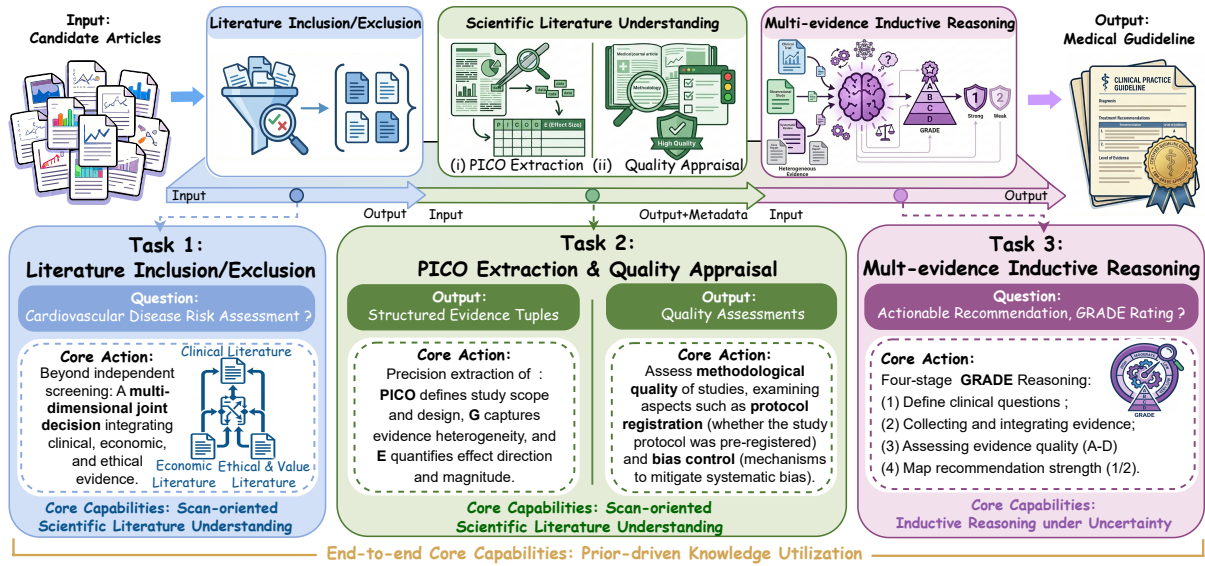 Input:
Candidate Articles
Literature Inclusion/Exclusion
Scientific Literature Understanding
Medical journal article
Methodology
data
data
data
data
P I C O G E (Effect Size)
High Quality
(i) PICO Extraction (ii) Quality Appraisal
Multi-evidence Inductive Reasoning
Clinical Trial
Observational Study
Heterogeneous
Evidence
?
A
B
C
D
GRADE
1
Strong
2
Weak
Output:
Medical Gudideline
CLINICAL PRACTICE
GUIDELINE
Diagnosis
Treatment Recommendations
Level of Evidence
Input
Output
Input
Output+Metadata
Input
Output
Task 1:
Literature Inclusion/Exclusion
Question:
Cardiovascular Disease Risk Assessment ?
Core Action:
Beyond independent
screening: A multi-
dimensional joint
decision integrating
clinical, economic,
and ethical
evidence.
Clinical Literature
Economic
Literature
Ethical & Value
Literature
Core Capabilities: Scan-oriented
Scientific Literature Understanding
Task 2:
PICO Extraction & Quality Appraisal
Output:
Structured Evidence Tuples
Core Action:
Precision extraction of :
PICO defines study scope
and design, G captures
evidence heterogeneity, and
E quantifies effect direction
and magnitude.
Output:
Quality Assessments
Core Action:
Assess methodological
quality of studies, examining
aspects such as protocol
registration (whether the study
protocol was pre-registered)
and bias control (mechanisms
to mitigate systematic bias).
Core Capabilities: Scan-oriented
Scientific Literature Understanding
Task 3:
Mult-evidence Inductive Reasoning
Question:
Actionable Recommendation, GRADE Rating ?
Core Action:
Four-stage GRADE Reasoning:
(1) Define clinical questions ;
(2) Collecting and integrating evidence;
(3) Assessing evidence quality (A-D)
(4) Map recommendation strength (1/2).
MODERATE
GRADE
Core Capabilities:
Inductive Reasoning under Uncertainty
End-to-end Core Capabilities: Prior-driven Knowledge Utilization